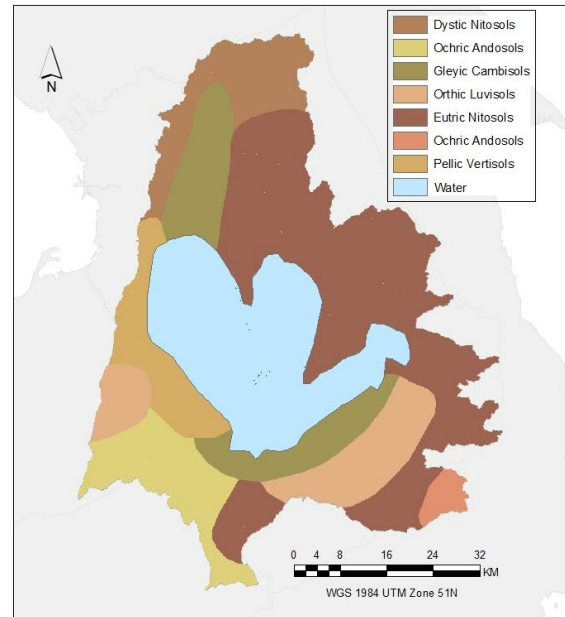 Dystic Nitosols
Ochric Andosols
Gleyic Cambisols
Orthic Luvisols
Eutric Nitosols
Ochric Andosols
Pellic Vertisols
Water
N
0 4 8 16 24 32
KM
WGS 1984 UTM Zone 51N